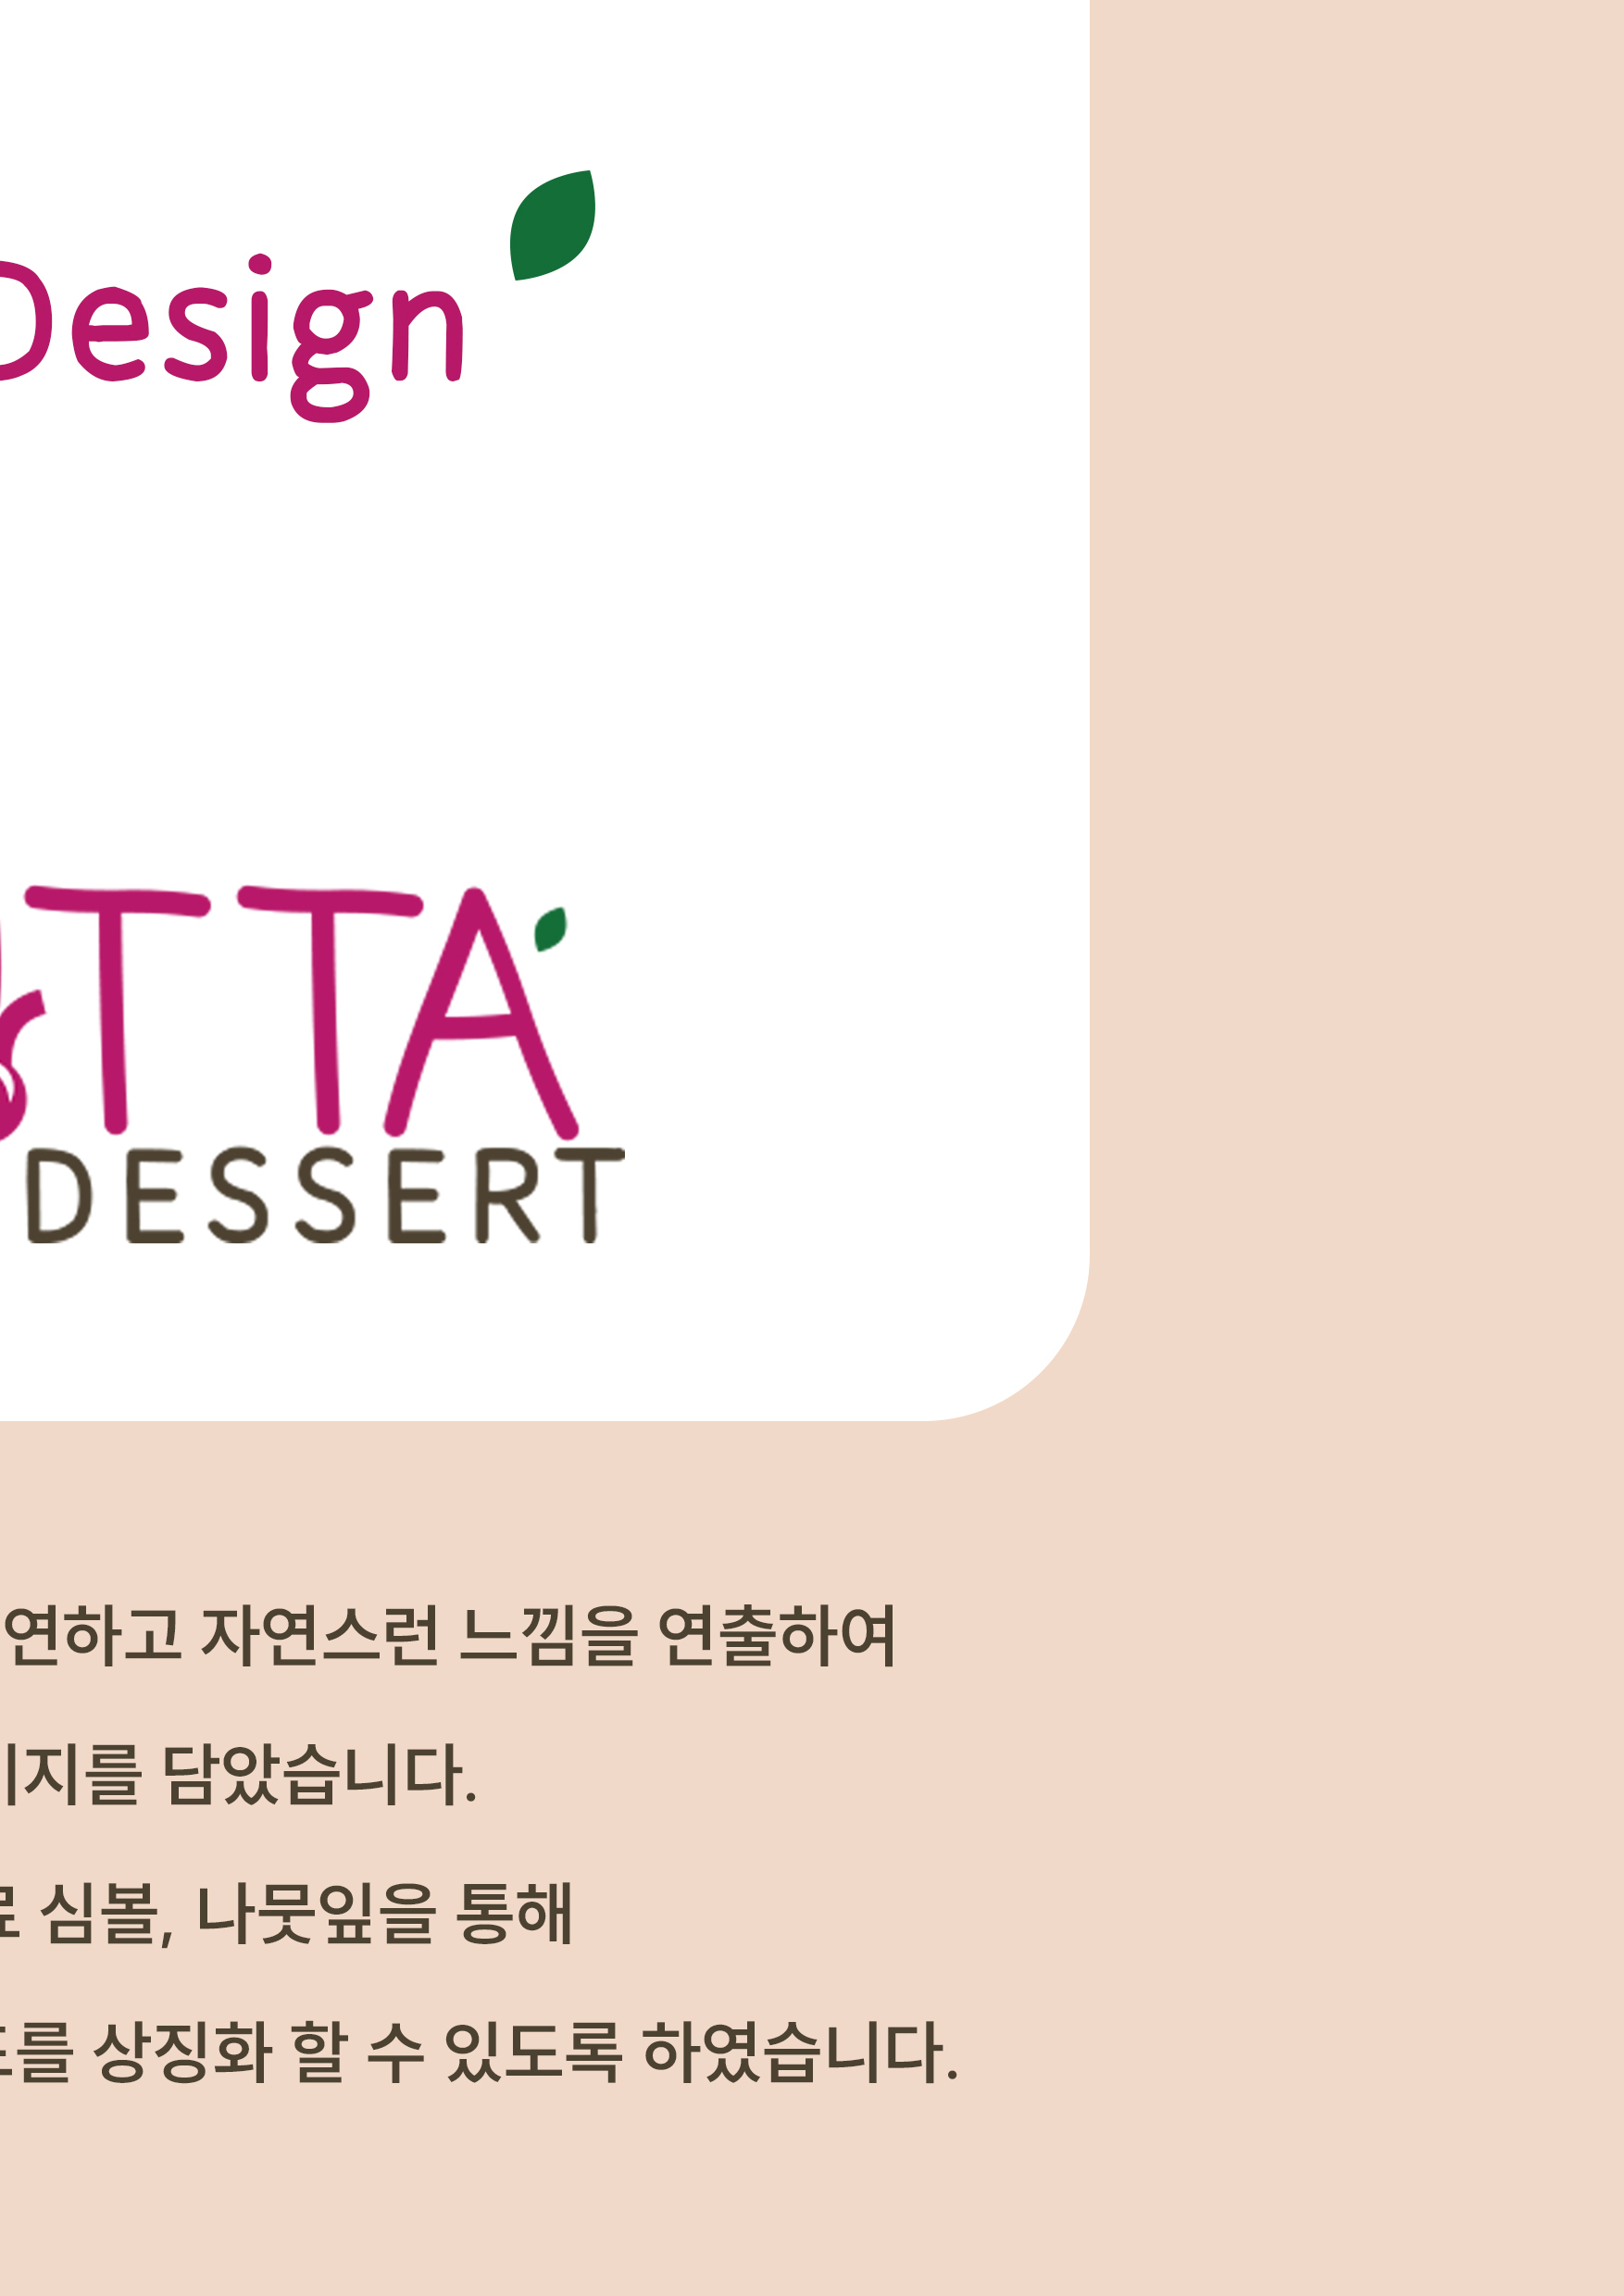 Design
TTA
DESSERT
연하고 자연스런 느낌을 연출하여
지를 담았습니다.
심볼, 나뭇잎을 통해
를 상징화 할 수 있도록 하였습니다.